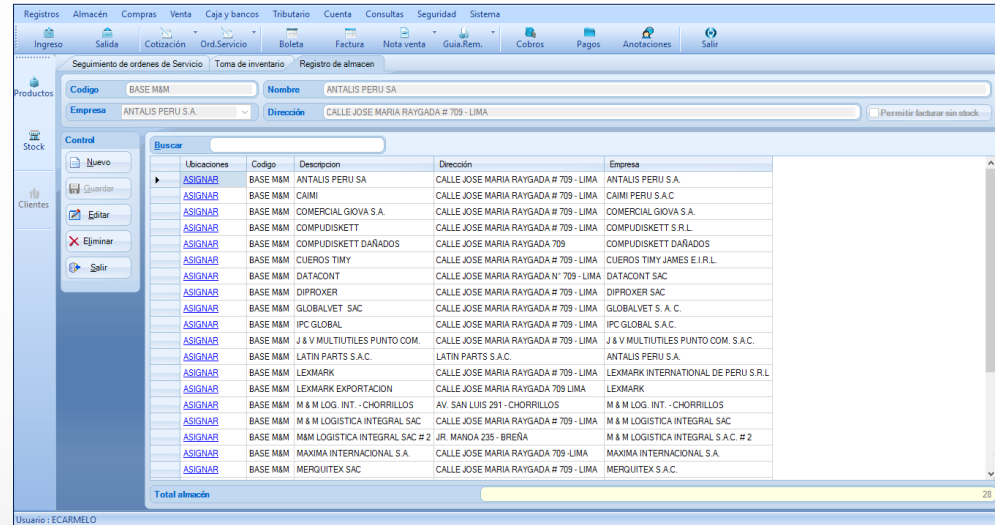 Registros Almacén Compras Venta Caja y bancos Tributario Cuenta Consultas Seguridad Sistema
Ingreso Salida Cotización Ord.Servicio Boleta Factura Nota venta Guia.Rem. Cobros Pagos Anotaciones Salir
Seguimiento de ordenes de Servicio Toma de inventario Registro de almacen
Productos
Stock
Clientes
Codigo BASE M&M Nombre ANTALIS PERU SA
Empresa ANTALIS PERU S.A. Dirección CALLE JOSE MARIA RAYGADA # 709 - LIMA Permitir facturar sin stock
Control
Nuevo
Guardar
Editar
Eliminar
Salir
Buscar
Ubicaciones Codigo Descripcion Dirección Empresa
ASIGNAR BASE M&M ANTALIS PERU SA CALLE JOSE MARIA RAYGADA # 709 - LIMA ANTALIS PERU S.A.
ASIGNAR BASE M&M CAIMI CALLE JOSE MARIA RAYGADA # 709 - LIMA CAIMI PERU S.A.C
ASIGNAR BASE M&M COMERCIAL GIOVA S.A. CALLE JOSE MARIA RAYGADA # 709 - LIMA COMERCIAL GIOVA S.A.
ASIGNAR BASE M&M COMPUDISKETT CALLE JOSE MARIA RAYGADA # 709 - LIMA COMPUDISKETT S.R.L.
ASIGNAR BASE M&M COMPUDISKETT DAÑADOS CALLE JOSE MARIA RAYGADA 709 COMPUDISKETT DAÑADOS
ASIGNAR BASE M&M CUEROS TIMY CALLE JOSE MARIA RAYGADA # 709 - LIMA CUEROS TIMY JAMES E.I.R.L.
ASIGNAR BASE M&M DATACONT CALLE JOSE MARIA RAYGADA N° 709 - LIMA DATACONT SAC
ASIGNAR BASE M&M DIPROXER CALLE JOSE MARIA RAYGADA # 709 - LIMA DIPROXER SAC
ASIGNAR BASE M&M GLOBALVET SAC CALLE JOSE MARIA RAYGADA # 709 - LIMA GLOBALVET S. A. C.
ASIGNAR BASE M&M IPC GLOBAL CALLE JOSE MARIA RAYGADA # 709 - LIMA IPC GLOBAL S.A.C.
ASIGNAR BASE M&M J & V MULTIUTILES PUNTO COM. CALLE JOSE MARIA RAYGADA # 709 - LIMA J & V MULTIUTILES PUNTO COM. S.A.C.
ASIGNAR BASE M&M LATIN PARTS S.A.C. LATIN PARTS S.A.C. ANTALIS PERU S.A.
ASIGNAR BASE M&M LEXMARK CALLE JOSE MARIA RAYGADA # 709 - LIMA LEXMARK INTERNATIONAL DE PERU S.R.L
ASIGNAR BASE M&M LEXMARK EXPORTACION CALLE JOSE MARIA RAYGADA 709 LIMA LEXMARK
ASIGNAR BASE M&M M & M LOG. INT. - CHORRILLOS AV. SAN LUIS 291 - CHORRILLOS M & M LOG. INT. - CHORRILLOS
ASIGNAR BASE M&M M & M LOGISTICA INTEGRAL SAC CALLE JOSE MARIA RAYGADA # 709 - LIMA M & M LOGISTICA INTEGRAL SAC
ASIGNAR BASE M&M M&M LOGISTICA INTEGRAL SAC # 2 JR. MANOA 235 - BREÑA M & M LOGISTICA INTEGRAL S.A.C. # 2
ASIGNAR BASE M&M MAXIMA INTERNACIONAL S.A. CALLE JOSE MARIA RAYGADA 709 -LIMA MAXIMA INTERNACIONAL S.A.
ASIGNAR BASE M&M MERQUITEX SAC CALLE JOSE MARIA RAYGADA # 709 - LIMA MERQUITEX S.A.C.
Total almacén 28
Usuario : ECARMELO